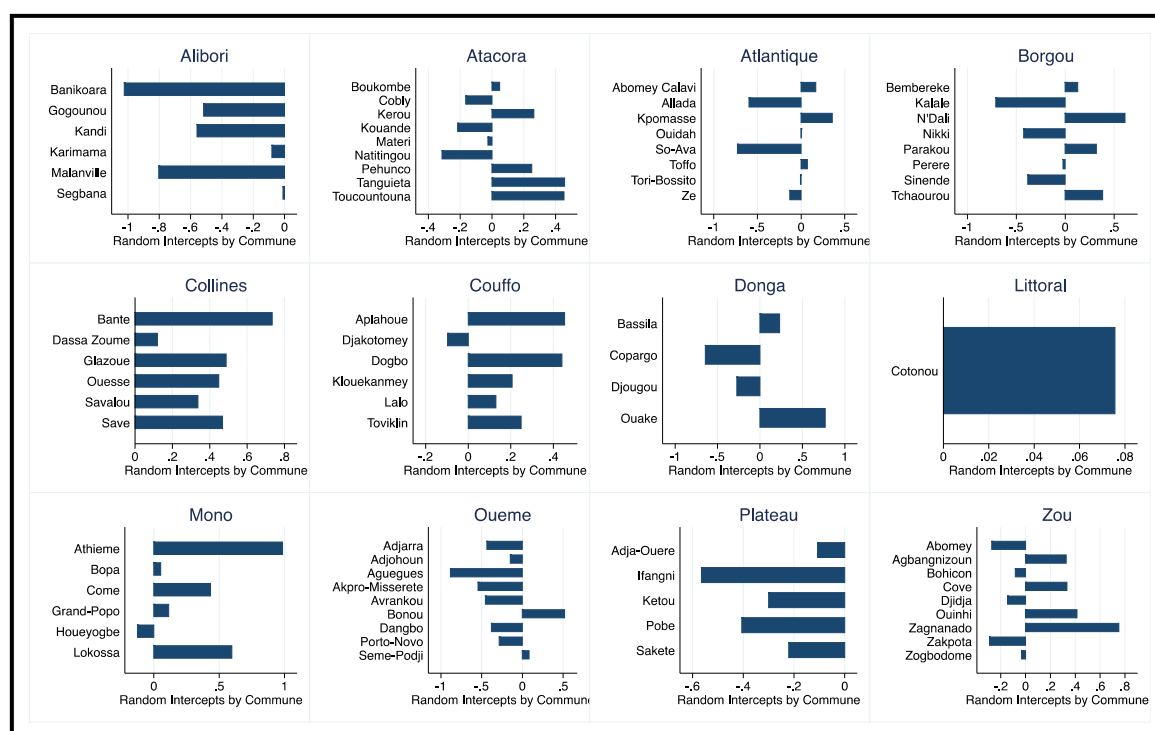 Alibori
Banikoara
Gogounou
Kandi
Karimama
Malanville
Segbana
-1 -.8 -.6 -.4 -.2 0
Random Intercepts by Commune
Atacora
Boukombe
Cobly
Kerou
Kouande
Materi
Natitingou
Pehunco
Tanguieta
Toucountouna
-.4 -.2 0 .2 .4
Random Intercepts by Commune
Atlantique
Abomey Calavi
Allada
Kpomasse
Ouidah
So-Ava
Toffo
Tori-Bossito
Ze
-1 -.5 0 .5
Random Intercepts by Commune
Borgou
Bembereke
Kalale
N'Dali
Nikki
Parakou
Perere
Sinende
Tchaourou
-1 -.5 0 .5
Random Intercepts by Commune
Collines
Bante
Dassa Zoume
Glazoue
Ouesse
Savalou
Save
0 .2 .4 .6 .8
Random Intercepts by Commune
Couffo
Aplahoue
Djakotomey
Dogbo
Klouekanmey
Lalo
Toviklin
-.2 0 .2 .4
Random Intercepts by Commune
Donga
Bassila
Copargo
Djougou
Ouake
-1 -.5 0 .5 1
Random Intercepts by Commune
Littoral
Cotonou
0 .02 .04 .06 .08
Random Intercepts by Commune
Mono
Athieme
Bopa
Come
Grand-Popo
Houeyogbe
Lokossa
0 .5 1
Random Intercepts by Commune
Oueme
Adjarra
Adjohoun
Aguegues
Akpro-Misserete
Avrankou
Bonou
Dangbo
Porto-Novo
Seme-Podji
-1 -.5 0 .5
Random Intercepts by Commune
Plateau
Adja-Ouere
Ifangni
Ketou
Pobe
Sakete
-.6 -.4 -.2 0
Random Intercepts by Commune
Zou
Abomey
Agbangnizoun
Bohicon
Cove
Djidja
Ouinhi
Zagnanado
Zakpota
Zogbodome
-.2 0 .2 .4 .6 .8
Random Intercepts by Commune